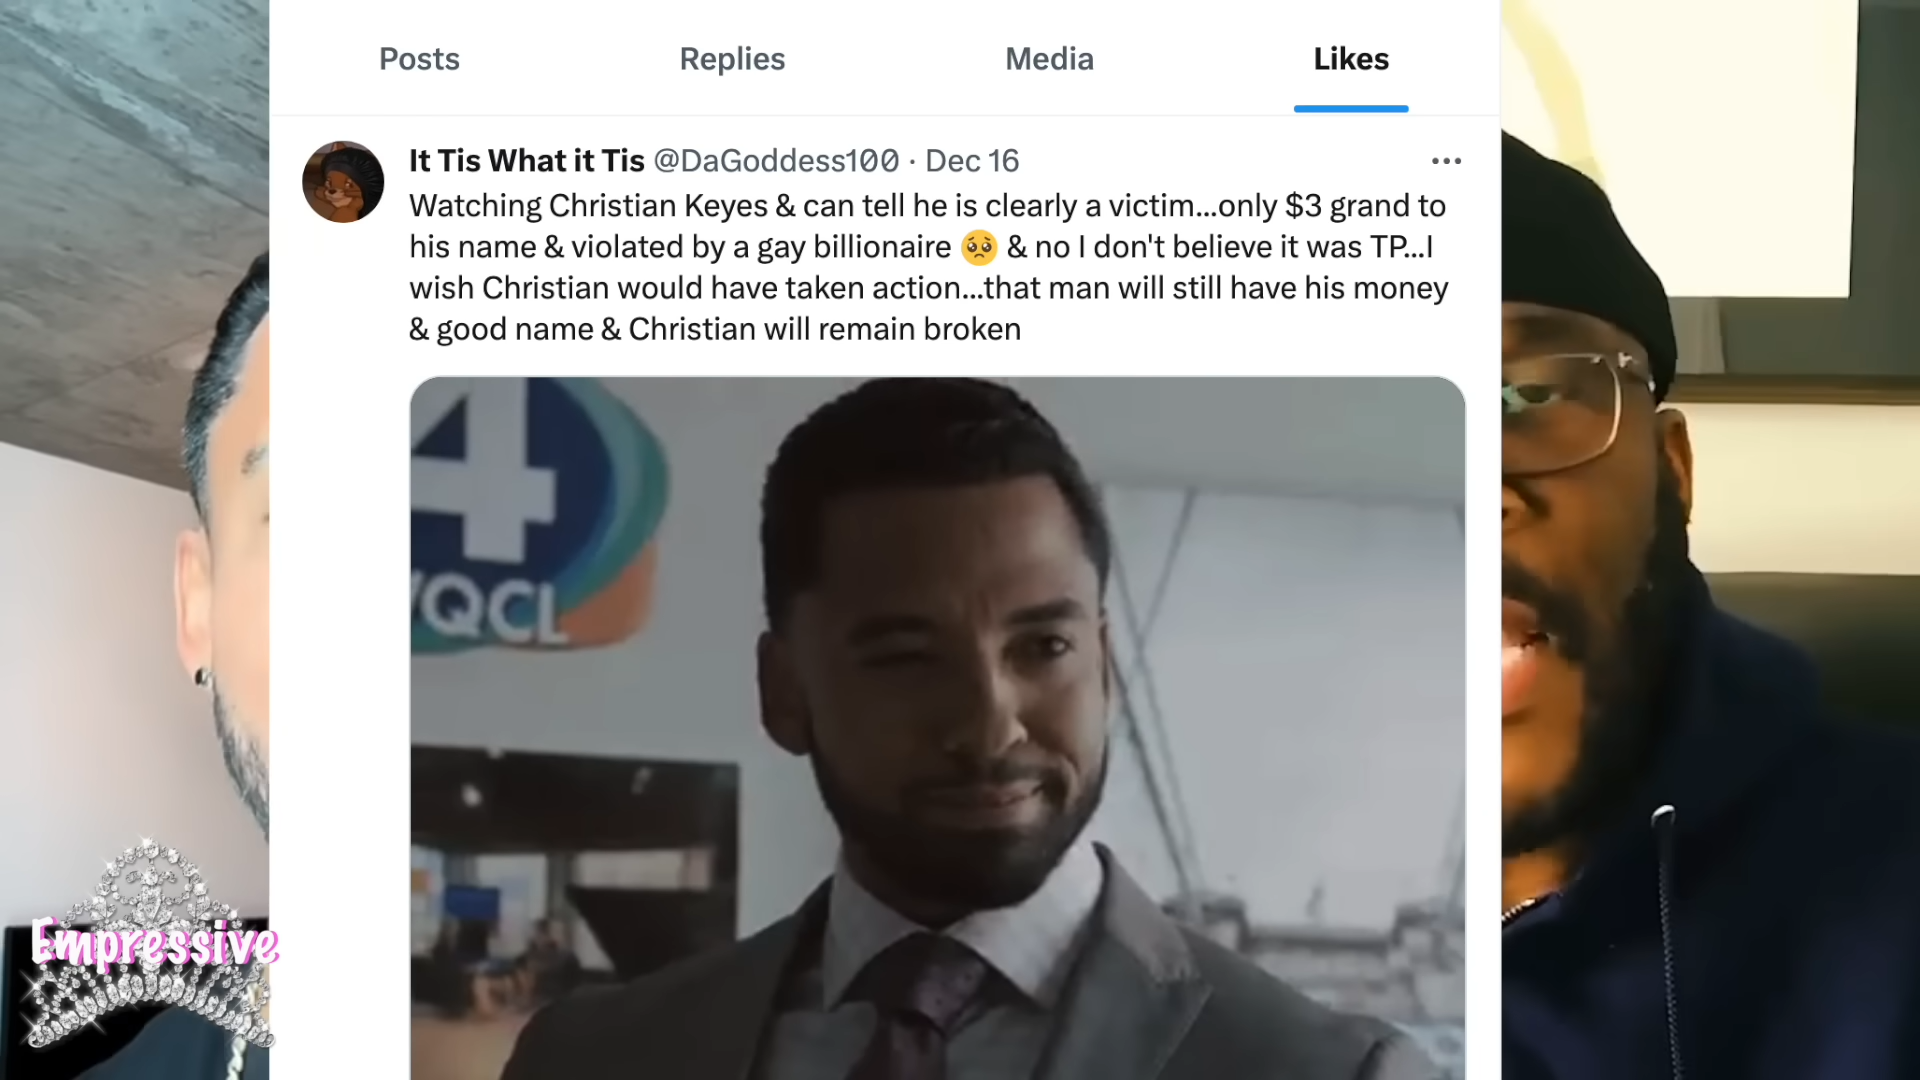 Posts Replies Media Likes
It Tis What it Tis @DaGoddess100 · Dec 16
Watching Christian Keyes & can tell he is clearly a victim...only $3 grand to
his name & violated by a gay billionaire 🥺 & no I don't believe it was TP...I
wish Christian would have taken action...that man will still have his money
& good name & Christian will remain broken
4
QCL
Empressive